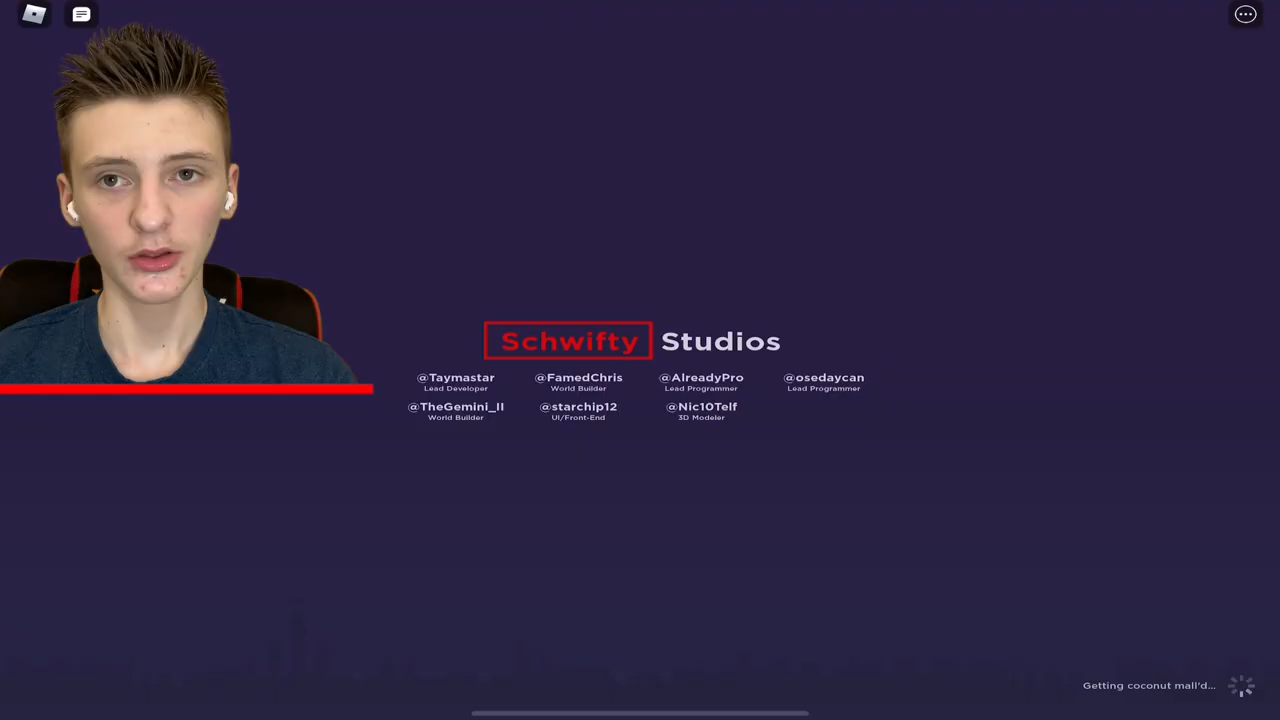 Schwifty Studios
@Taymastar @FamedChris @AlreadyPro @osedaycan
Lead Developer World Builder Lead Programmer Lead Programmer
@TheGemini_II @starchip12 @Nic10Telf
World Builder UI/Front-End 3D Modeler
Getting coconut mall'd...